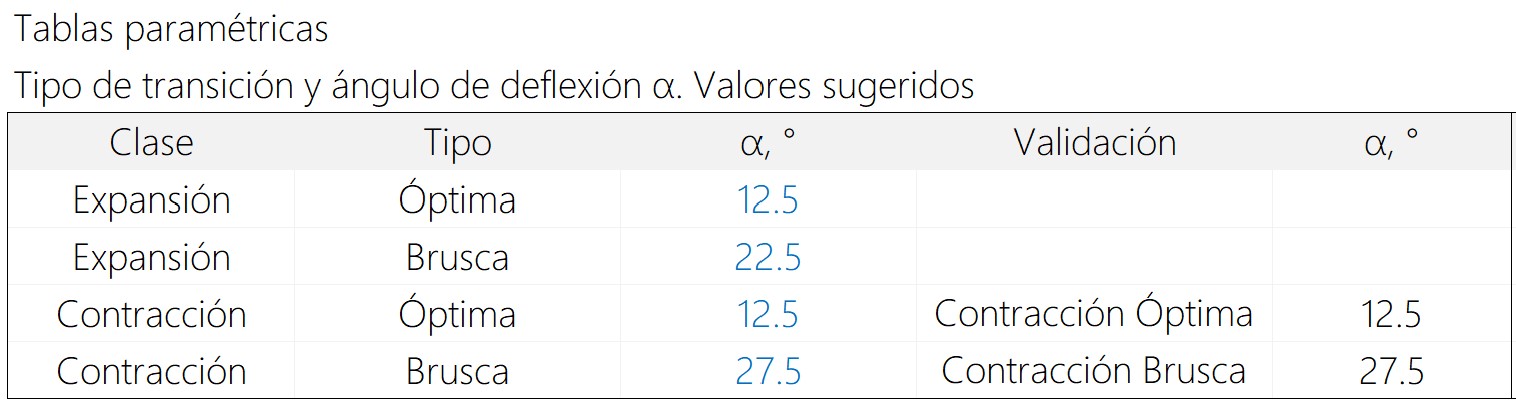 Tablas paramétricas
Tipo de transición y ángulo de deflexión α. Valores sugeridos
Clase Tipo α, ° Validación α, °
Expansión Óptima 12.5
Expansión Brusca 22.5
Contracción Óptima 12.5 Contracción Óptima 12.5
Contracción Brusca 27.5 Contracción Brusca 27.5